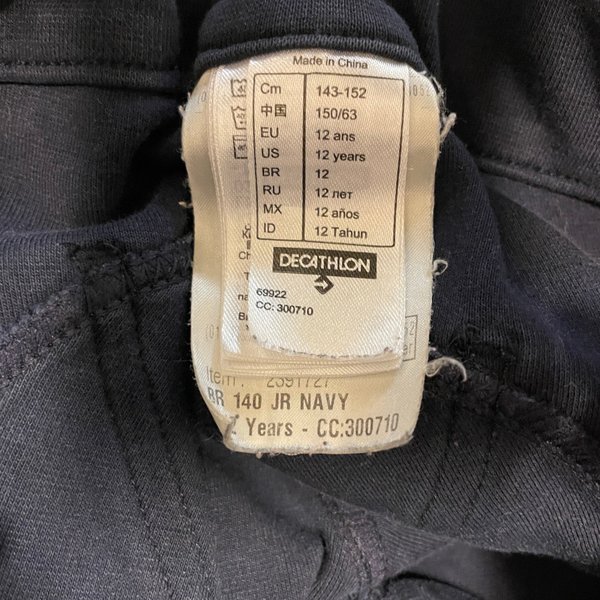 Made in China
Cm 143-152
中国 150/63
EU 12 ans
US 12 years
BR 12
RU 12 лет
MX 12 años
ID 12 Tahun
DECATHLON
69922
CC: 300710
Item: 2391727
BR 140 JR NAVY
Years - CC:300710